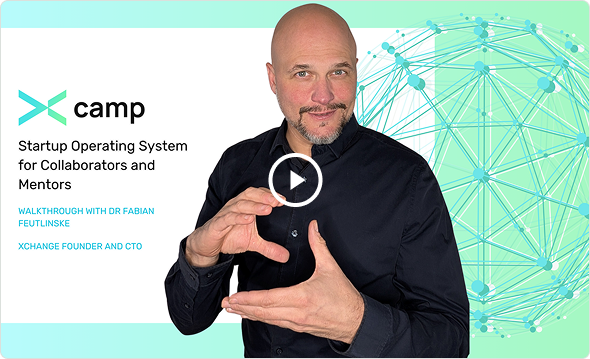 camp
Startup Operating System
for Collaborators and
Mentors
WALKTHROUGH WITH DR FABIAN
FEUTLINSKE
XCHANGE FOUNDER AND CTO